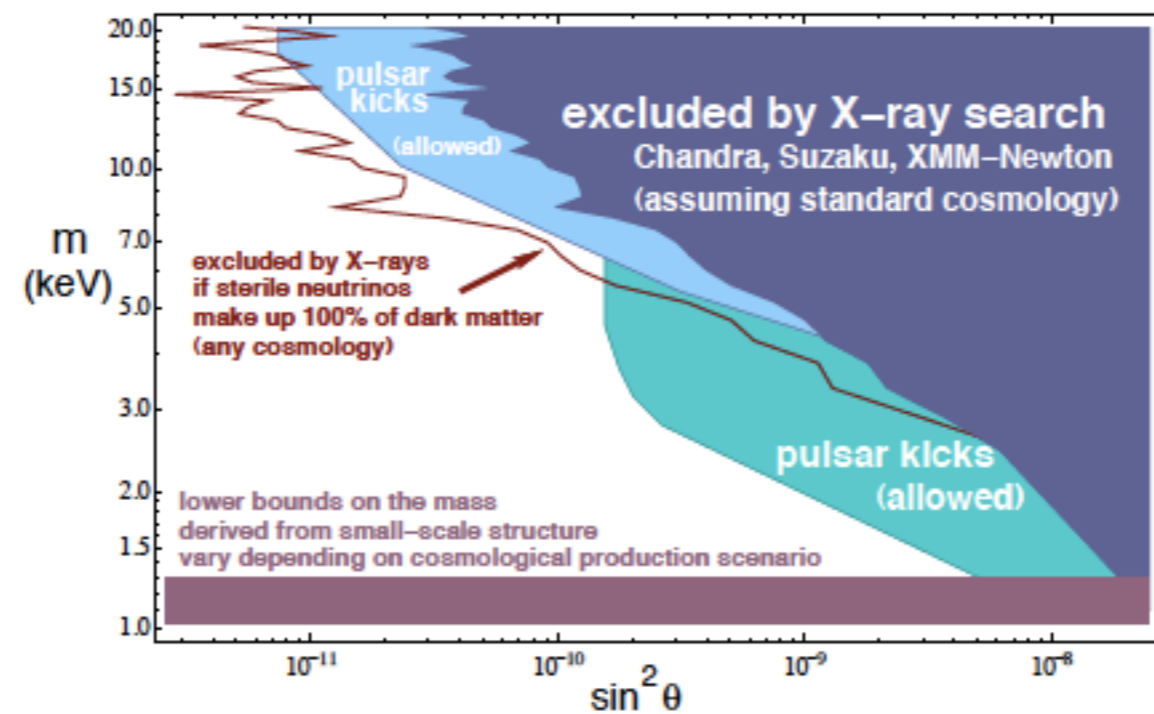 20.0
15.0
10.0
7.0
5.0
3.0
2.0
1.5
1.0
m
(keV)
pulsar
kicks
(allowed)
excluded by X–ray search
Chandra, Suzaku, XMM–Newton
(assuming standard cosmology)
excluded by X–rays
if sterile neutrinos
make up 100% of dark matter
(any cosmology)
pulsar kicks
(allowed)
lower bounds on the mass
derived from small–scale structure
vary depending on cosmological production scenario
10⁻¹¹
10⁻¹⁰
10⁻⁹
10⁻⁸
sin² θ